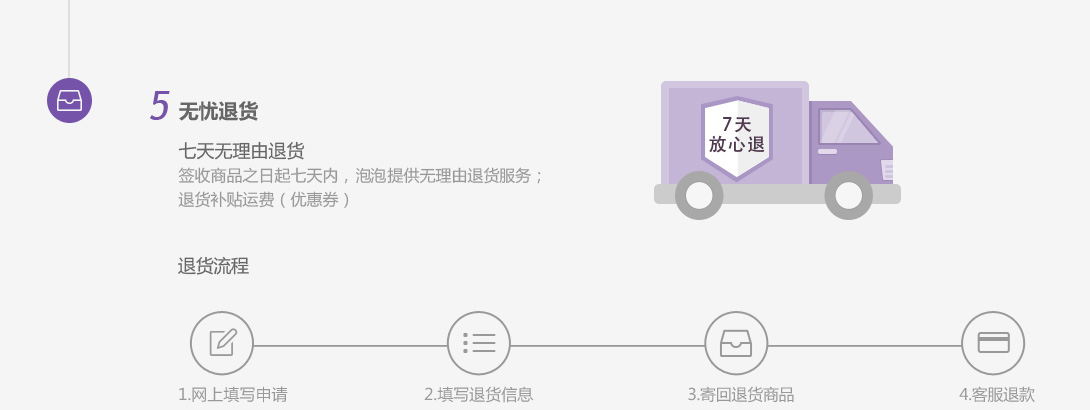 5 无忧退货
七天无理由退货
签收商品之日起七天内，泡泡提供无理由退货服务；
退货补贴运费（优惠券）
7天
放心退
退货流程
1.网上填写申请
2.填写退货信息
3.寄回退货商品
4.客服退款